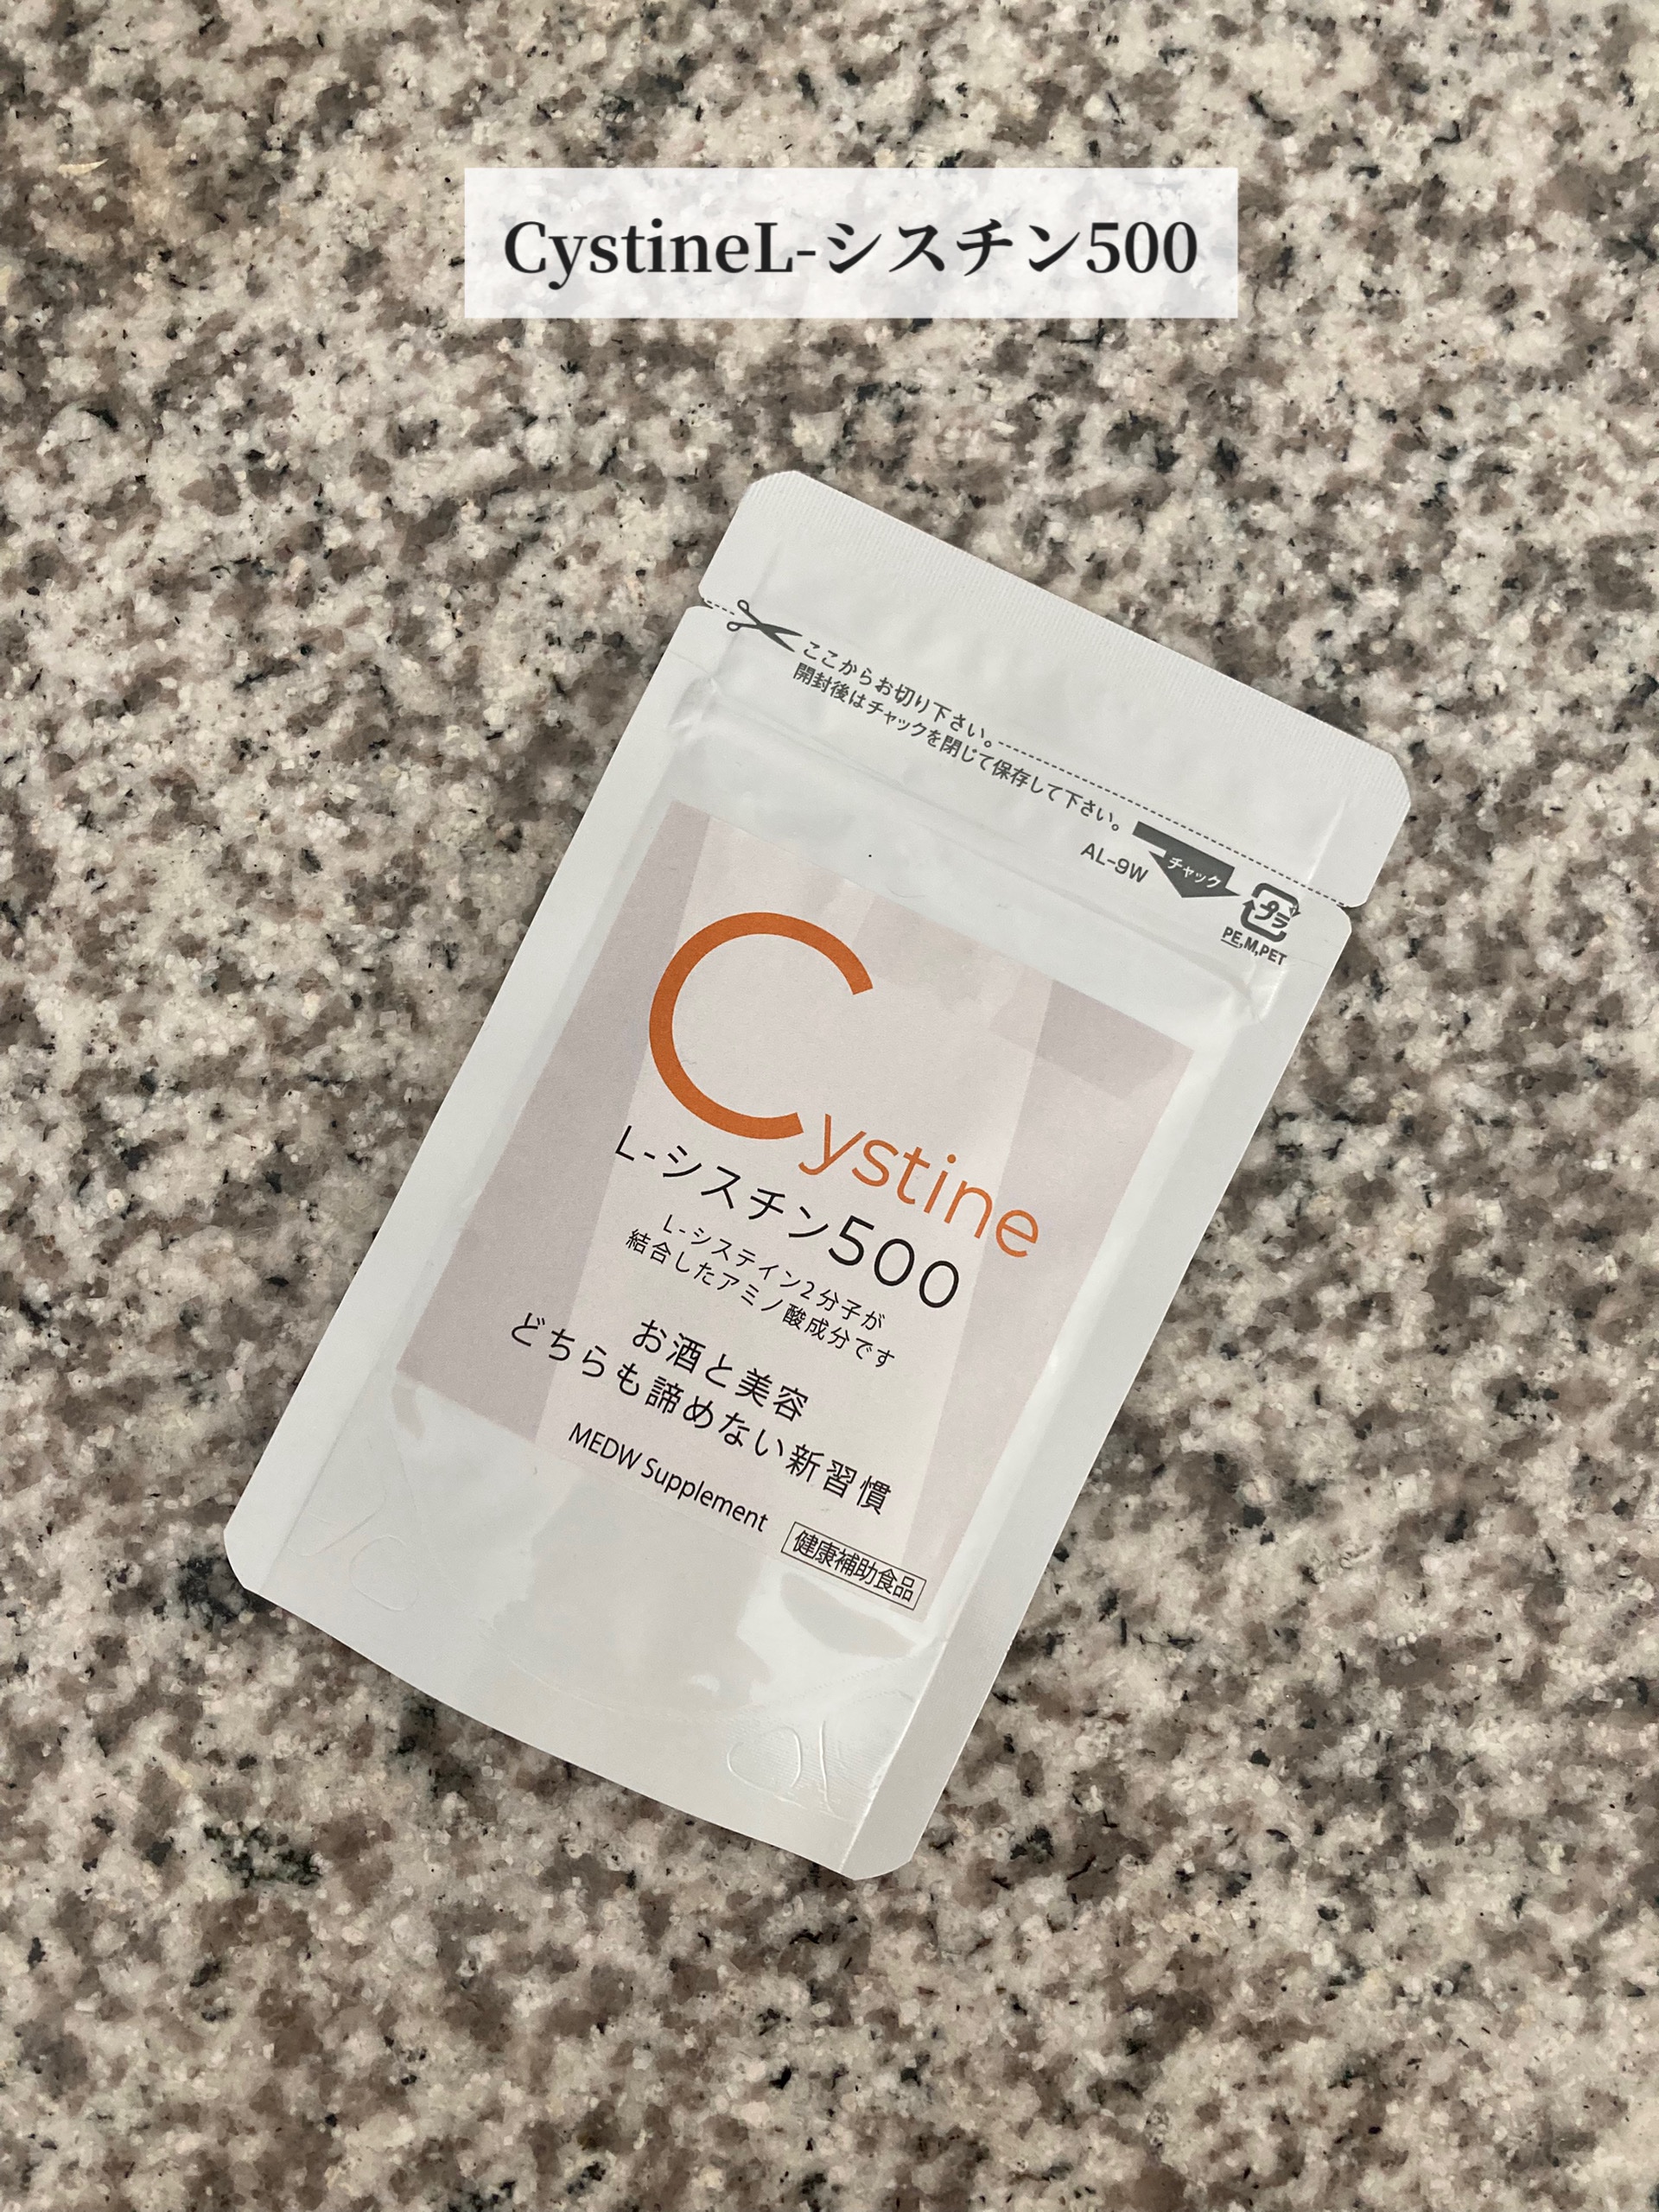 CystineL-シスチン500
ここからお切り下さい。
開封後はチャックを閉じて保存して下さい。
チャック
AL-9W
プラ
PE,M,PET
Cystine
L-シスチン500
L-システイン2分子が
結合したアミノ酸成分です
お酒と美容
どちらも諦めない新習慣
MEDW Supplement
健康補助食品